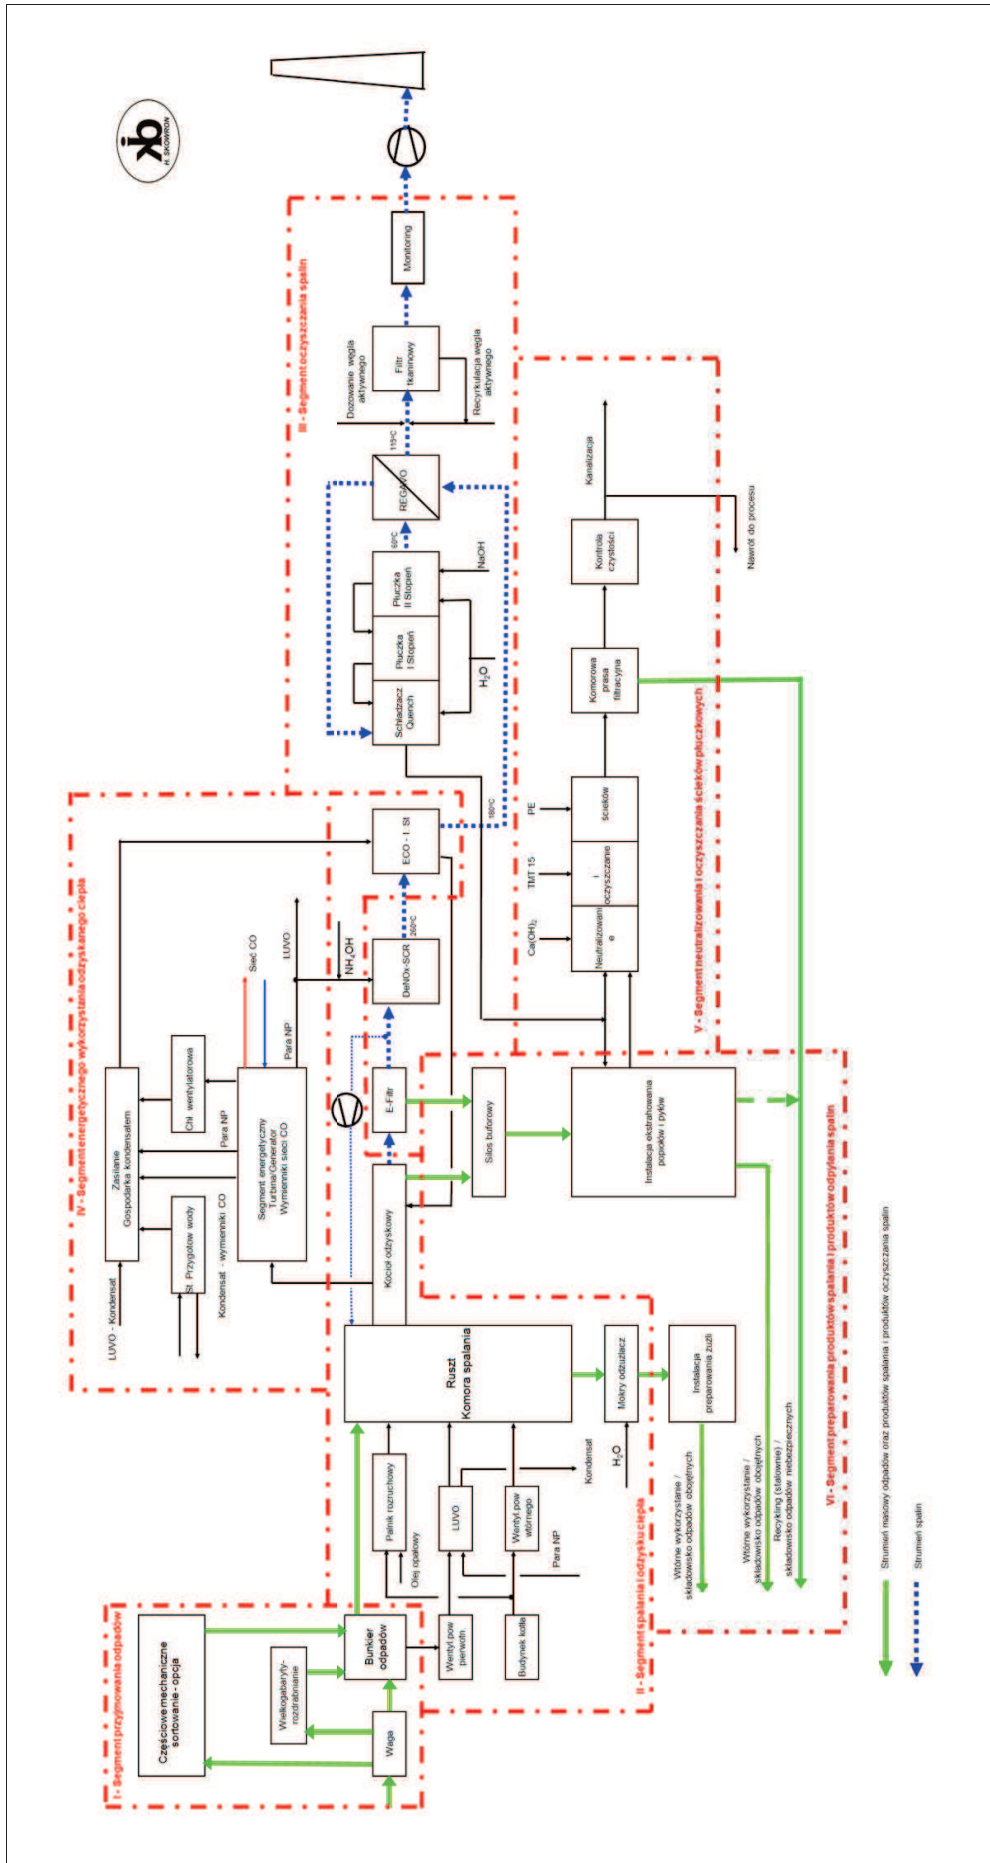 I - Segment przyjmowania odpadów
Częściowe mechaniczne
sortowanie - opcja
Wielkogabaryty-
rozdrabnianie
Waga
Bunkier
odpadów
II - Segment spalania i odzysku ciepła
Wentyl.pow
pierwotn.
Budynek kotła
Palnik rozruchowy
Olej opałowy
LUVO
Wentyl.pow
wtórnego
Para NP
Kondensat
Ruszt
Komora spalania
Mokry odżużlacz
H₂O
Kocioł odzyskowy
IV - Segment energetycznego wykorzystania odzyskanego ciepła
LUVO - Kondensat
St. Przygotow wody
Kondensat - wymienniki CO
Zasilanie
Gospodarka kondensatem
Para NP
Chł. wentylatorowa
Segment energetyczny
Turbina/Generator
Wymienniki sieci CO
Sieć CO
Para NP
LUVO
NH₄OH
III - Segment oczyszczania spalin
E-Filtr
DeNOx-SCR
260°C
ECO - I. St
180°C
Schładzacz
Quench
Płuczka
I Stopień
Płuczka
II Stopień
H₂O
NaOH
60°C
REGAVO
115°C
Dozowanie węgla
aktywnego
Recyrkulacja węgla
aktywnego
Filtr
tkaninowy
Monitoring
V - Segment neutralizowania i oczyszczania ścieków płuczkowych
Ca(OH)₂
TMT 15
PE
Neutralizowani
e
i
oczyszczanie
ścieków
Komorowa
prasa
filtracyjna
Kontrola
czystości
Kanalizacja
Nawrót do procesu
VI - Segment preparowania produktów spalania i produktów odpylania spalin
Silos buforowy
Instalacja ekstrahowania
popiołów i pyłów
Instalacja
preparowania żużli
Wtórne wykorzystanie /
składowisko odpadów obojętnych
Wtórne wykorzystanie /
składowisko odpadów obojętnych
Recykling (stalownie) /
składowisko odpadów niebezpiecznych
Strumień masowy odpadów oraz produktów spalania i produktów oczyszczania spalin
Strumień spalin
H. SKOWRON